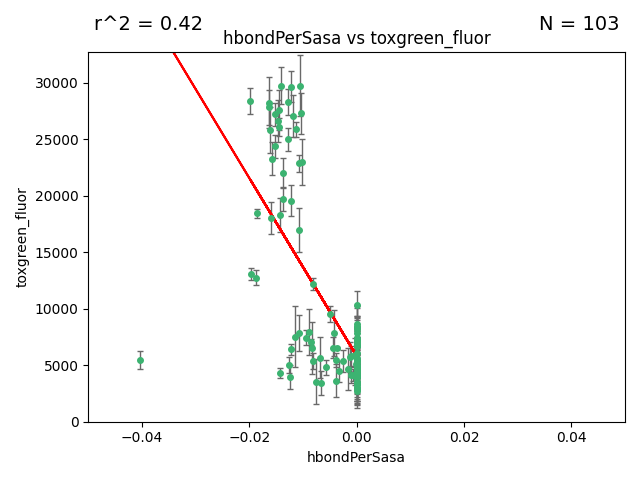 r^2 = 0.42
N = 103
hbondPerSasa vs toxgreen_fluor
toxgreen_fluor
30000
25000
20000
15000
10000
5000
0
−0.04
−0.02
0.00
0.02
0.04
hbondPerSasa